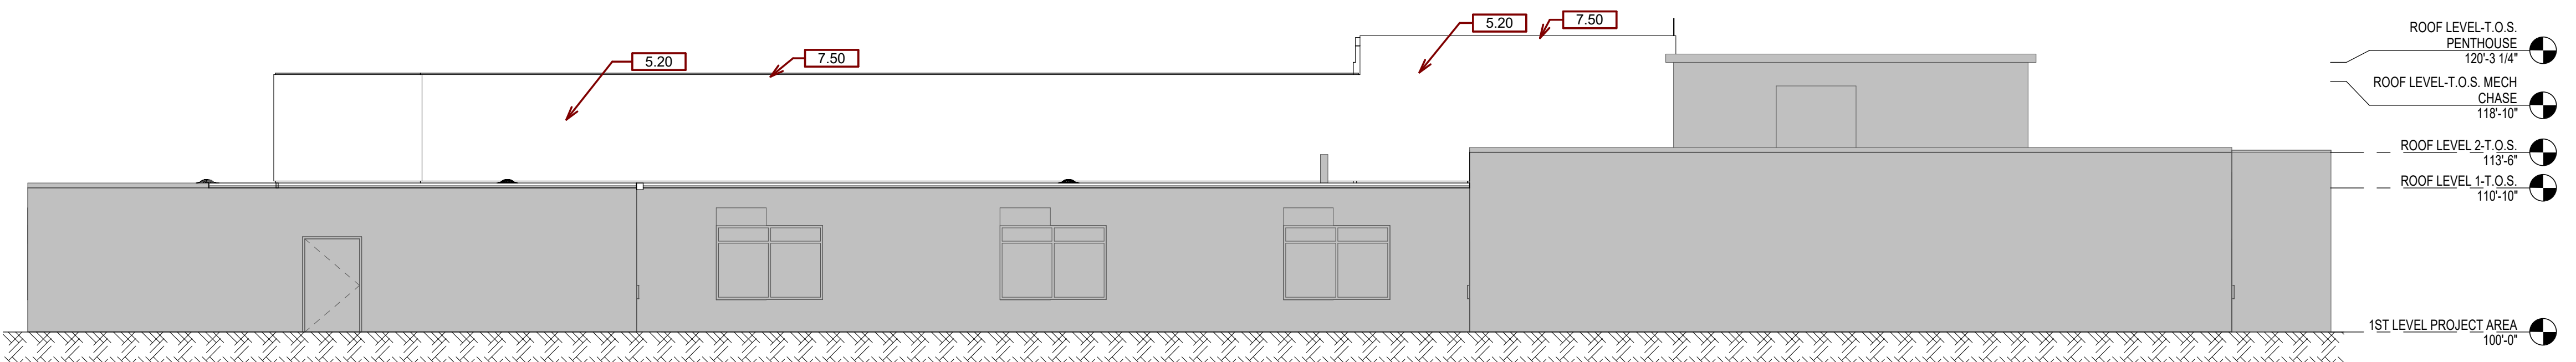 5.20
7.50
5.20
7.50
ROOF LEVEL-T.O.S.
PENTHOUSE
120'-3 1/4"
ROOF LEVEL-T.O.S. MECH
CHASE
118'-10"
ROOF LEVEL 2-T.O.S.
113'-6"
ROOF LEVEL 1-T.O.S.
110'-10"
1ST LEVEL PROJECT AREA
100'-0"